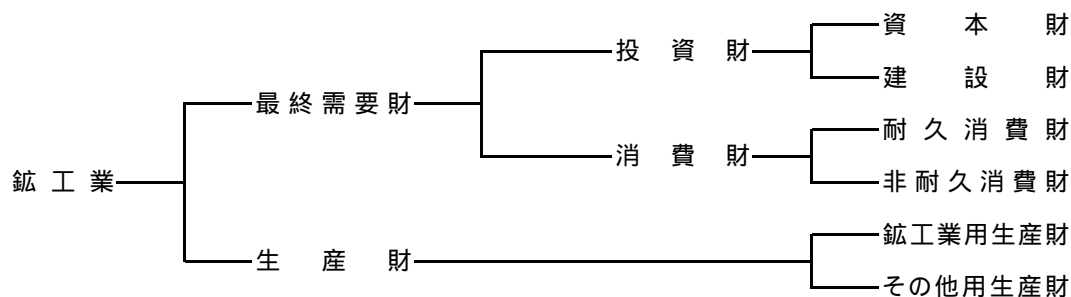 資本財
投資財
建設財
最終需要財
耐久消費財
消費財
鉱工業
非耐久消費財
鉱工業用生産財
生産財
その他用生産財